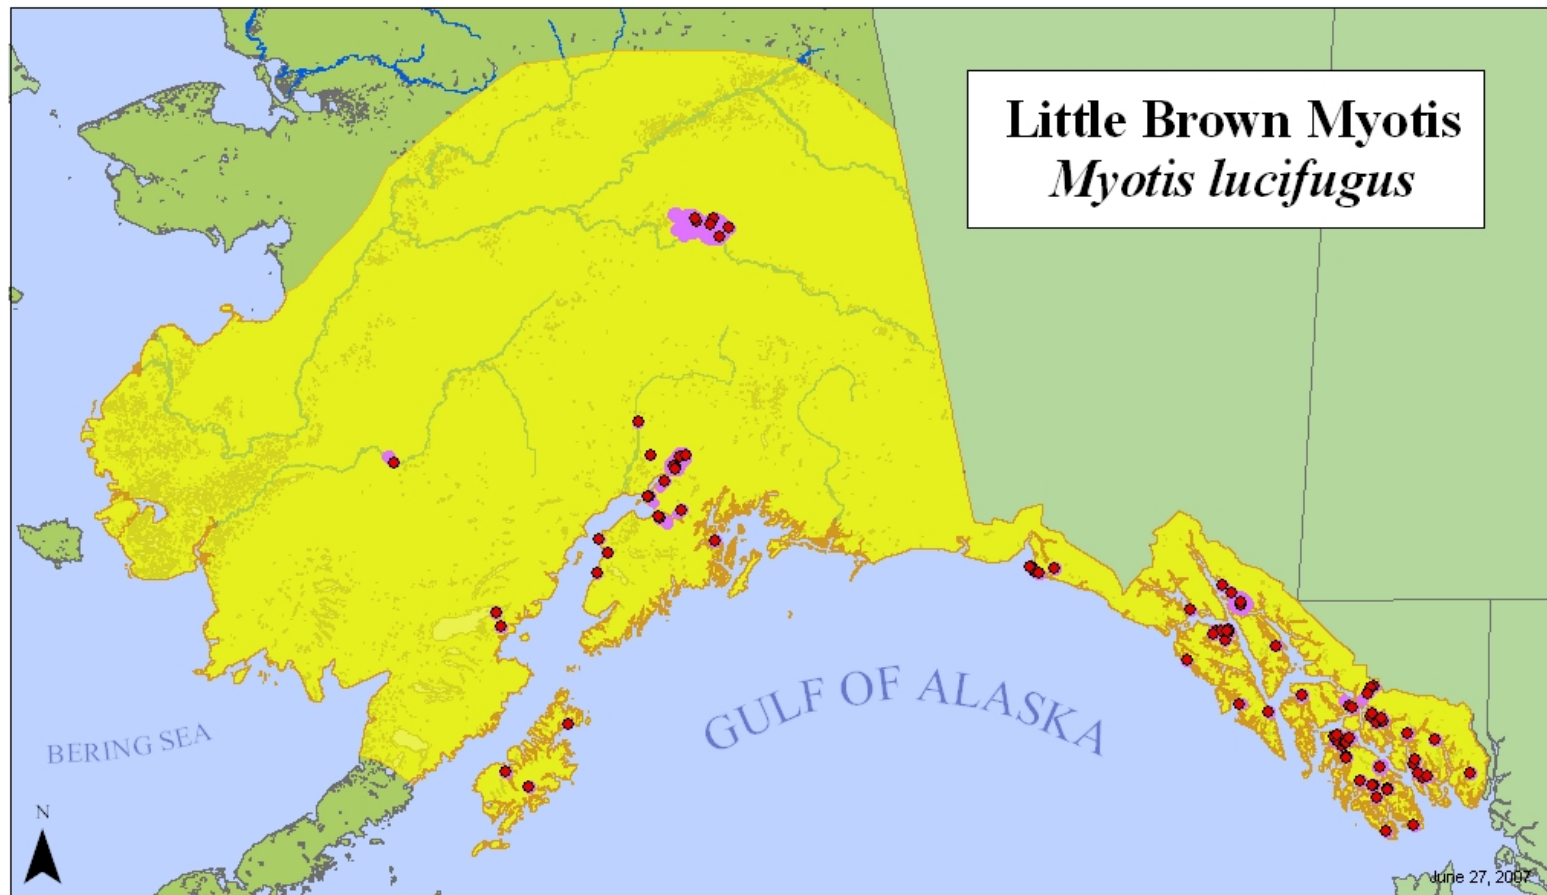 Little Brown Myotis
Myotis lucifugus
GULF OF ALASKA
BERING SEA
N
June 27, 2007